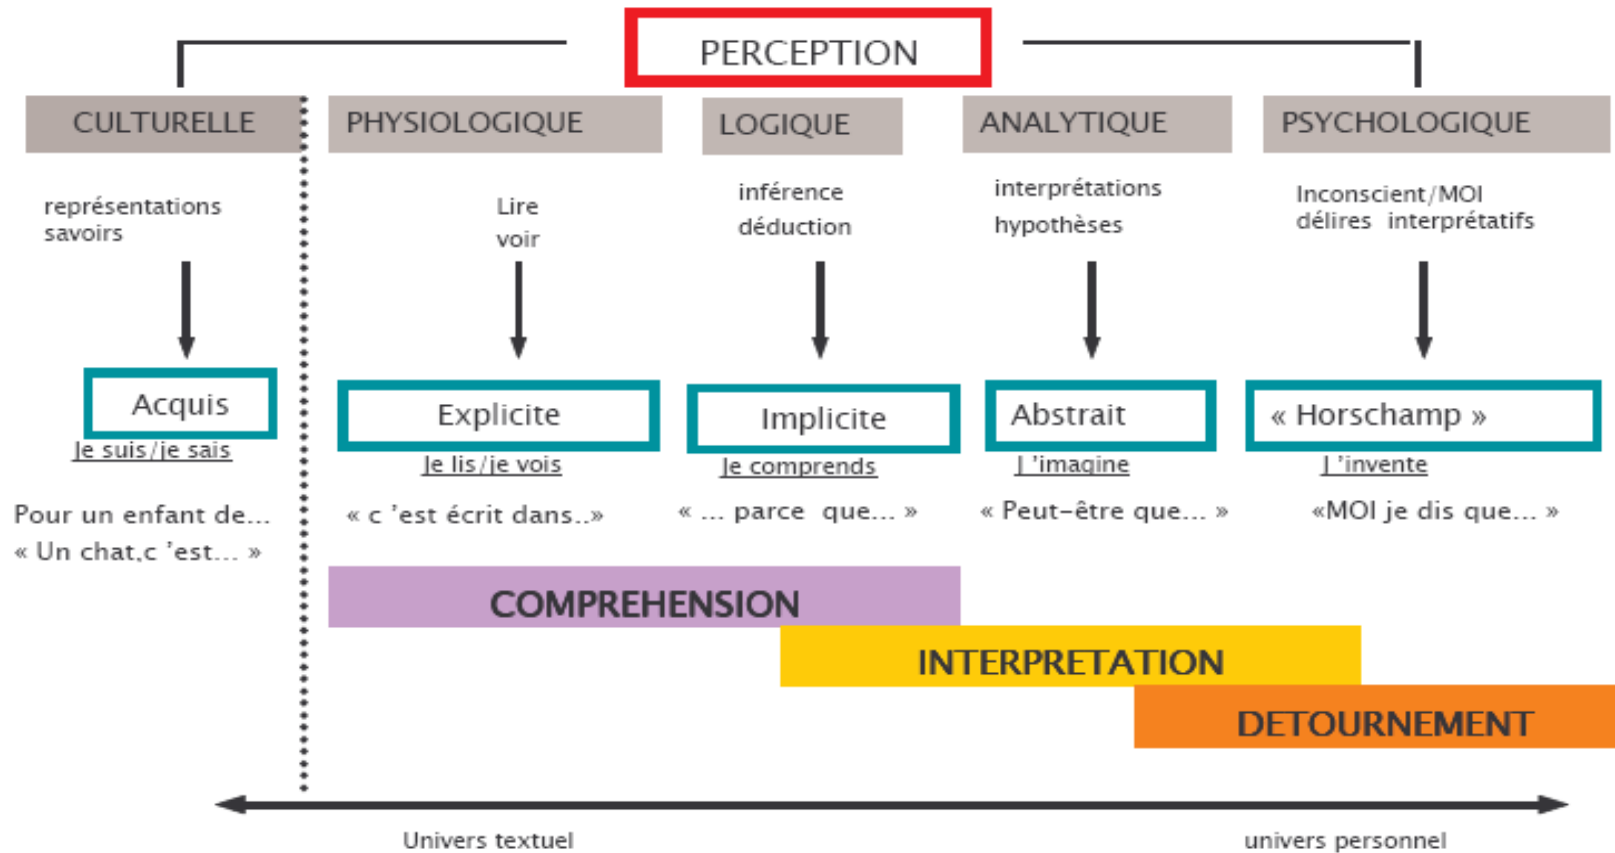 PERCEPTION
CULTURELLE
PHYSIOLOGIQUE
LOGIQUE
ANALYTIQUE
PSYCHOLOGIQUE
représentations
savoirs
Lire
voir
inférence
déduction
interprétations
hypothèses
Inconscient/MOI
délires interprétatifs
Acquis
Explicite
Implicite
Abstrait
« Horschamp »
Je suis/je sais
Je lis/je vois
Je comprends
J 'imagine
J 'invente
Pour un enfant de...
« Un chat,c 'est... »
« c 'est écrit dans..»
« ... parce que... »
« Peut-être que... »
«MOI je dis que... »
COMPREHENSION
INTERPRETATION
DETOURNEMENT
Univers textuel
univers personnel